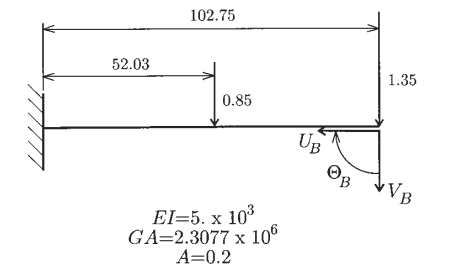 102.75
52.03
0.85
1.35
U_B
Θ_B
V_B
EI=5. x 10^3
GA=2.3077 x 10^6
A=0.2